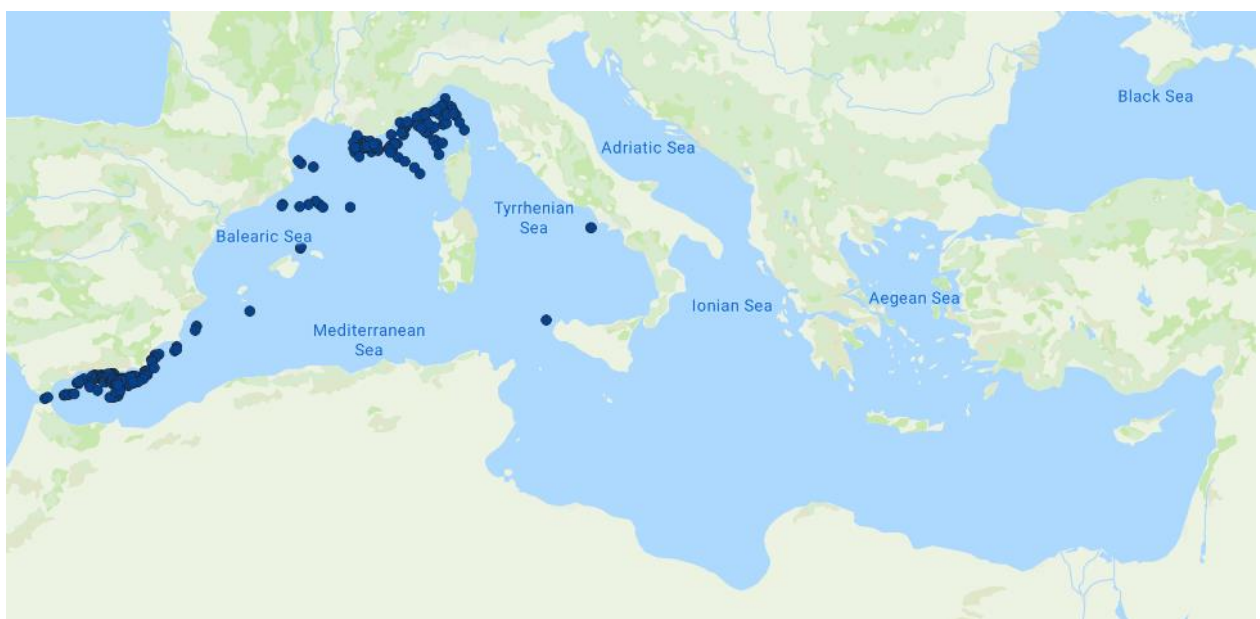 Black Sea
Adriatic Sea
Tyrrhenian
Sea
Balearic Sea
Ionian Sea
Aegean Sea
Mediterranean
Sea